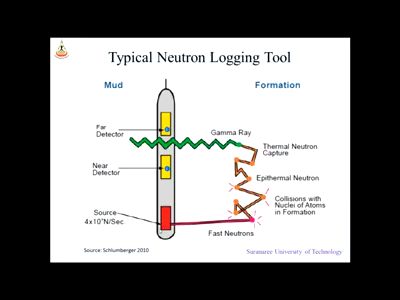 Typical Neutron Logging Tool
Mud
Formation
Far
Detector
Gamma Ray
Thermal Neutron
Capture
Near
Detector
Epithermal Neutron
Collisions with
Nuclei of Atoms
in Formation
Source
N/Sec
Fast Neutrons
Source: Schlumberger 2010
Suranaree University of Technology